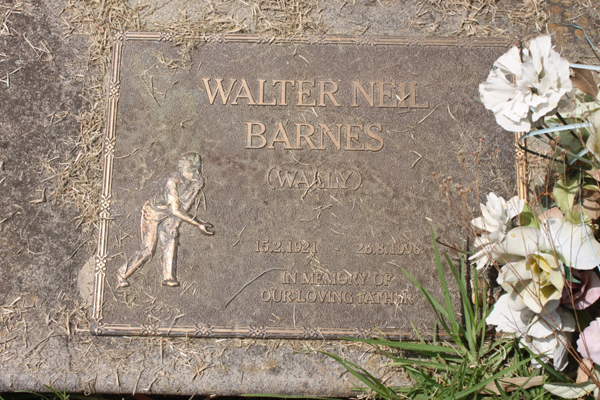 WALTER NEIL
BARNES
(WALLY)
15.2.1921 - 28.8.1998
IN MEMORY OF
OUR LOVING FATHER